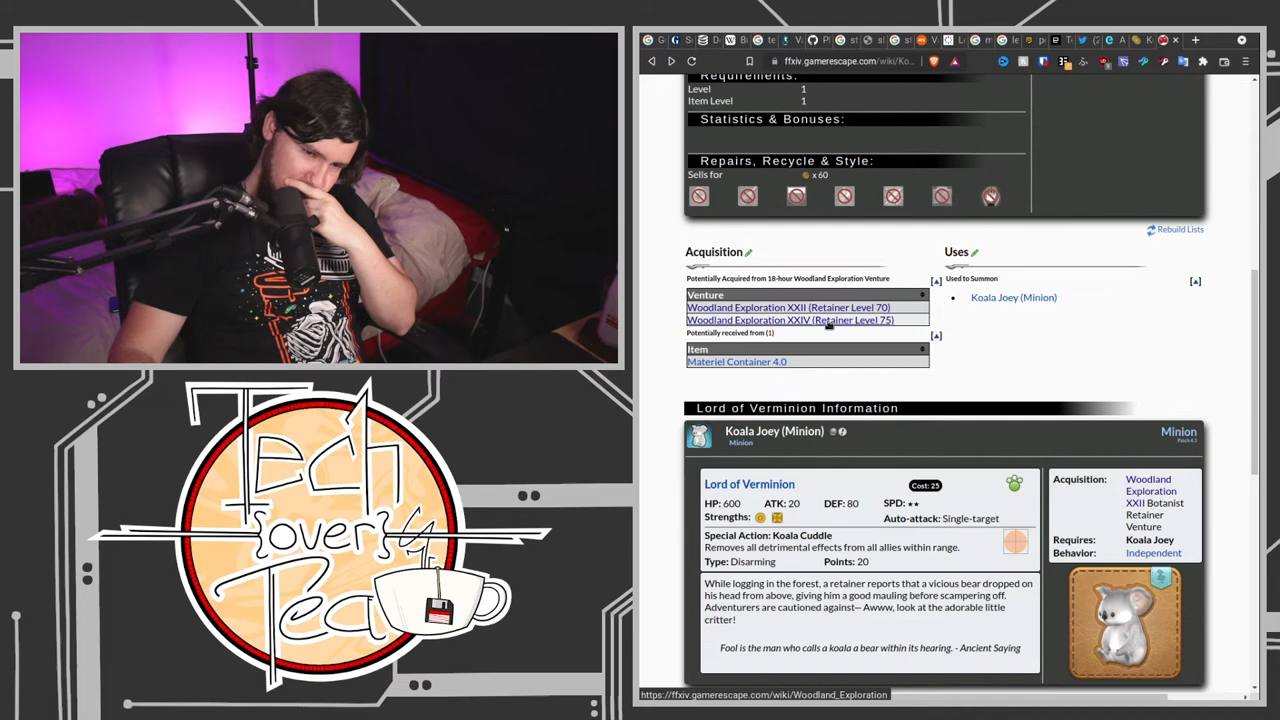 ffxiv.gamerescape.com/wiki/Ko...
Requirements:
Level 1
Item Level 1
Statistics & Bonuses:
Repairs, Recycle & Style:
Sells for x 60
Rebuild Lists
Acquisition
Uses
Potentially Acquired from 18-hour Woodland Exploration Venture
[▲]
Used to Summon
[▲]
Venture
Woodland Exploration XXII (Retainer Level 70)
Woodland Exploration XXIV (Retainer Level 75)
Koala Joey (Minion)
Potentially received from (1)
[▲]
Item
Materiel Container 4.0
Lord of Verminion Information
Koala Joey (Minion)
Minion
Minion
Patch 4.1
Lord of Verminion
Cost: 25
HP: 600 ATK: 20 DEF: 80 SPD: ★★
Strengths:
Auto-attack: Single-target
Special Action: Koala Cuddle
Removes all detrimental effects from all allies within range.
Type: Disarming Points: 20
While logging in the forest, a retainer reports that a vicious bear dropped on
his head from above, giving him a good mauling before scampering off.
Adventurers are cautioned against— Awww, look at the adorable little
critter!
Fool is the man who calls a koala a bear within its hearing. - Ancient Saying
Acquisition: Woodland
Exploration
XXII Botanist
Retainer
Venture
Requires: Koala Joey
Behavior: Independent
https://ffxiv.gamerescape.com/wiki/Woodland_Exploration
Tech
{over}
Tea